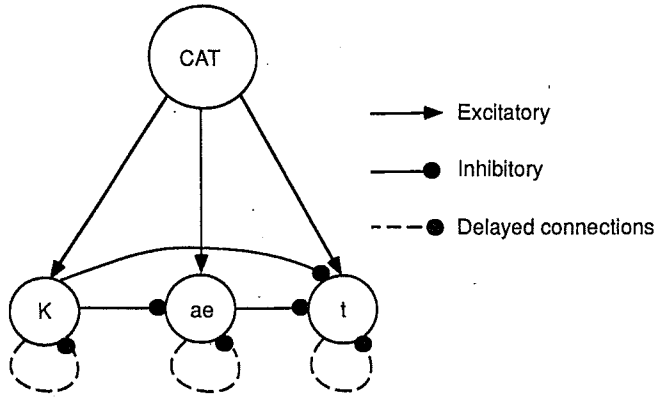 CAT
Excitatory
Inhibitory
Delayed connections
K
ae
t